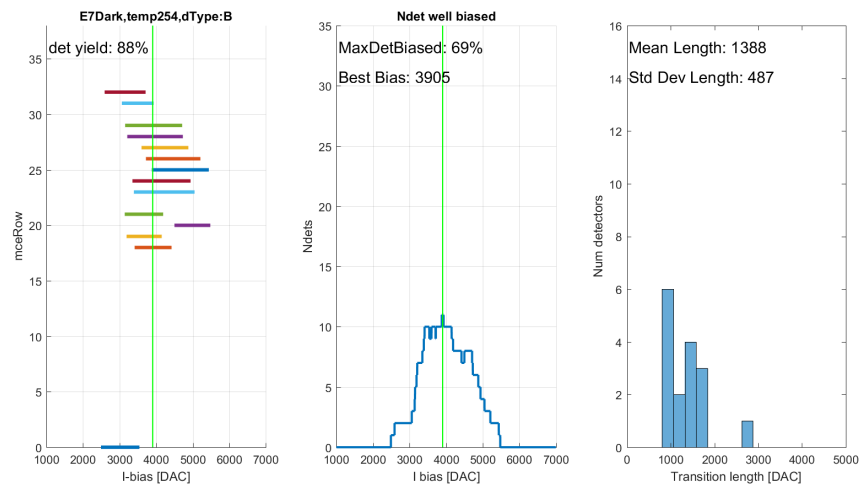 E7Dark,temp254,dType:B
det yield: 88%
35
30
25
20
15
10
5
0
mceRow
1000 2000 3000 4000 5000 6000 7000
I-bias [DAC]
Ndet well biased
MaxDetBiased: 69%
Best Bias: 3905
35
30
25
20
15
10
5
0
Ndets
1000 2000 3000 4000 5000 6000 7000
I bias [DAC]
Mean Length: 1388
Std Dev Length: 487
16
14
12
10
8
6
4
2
0
Num detectors
0 1000 2000 3000 4000 5000
Transition length [DAC]